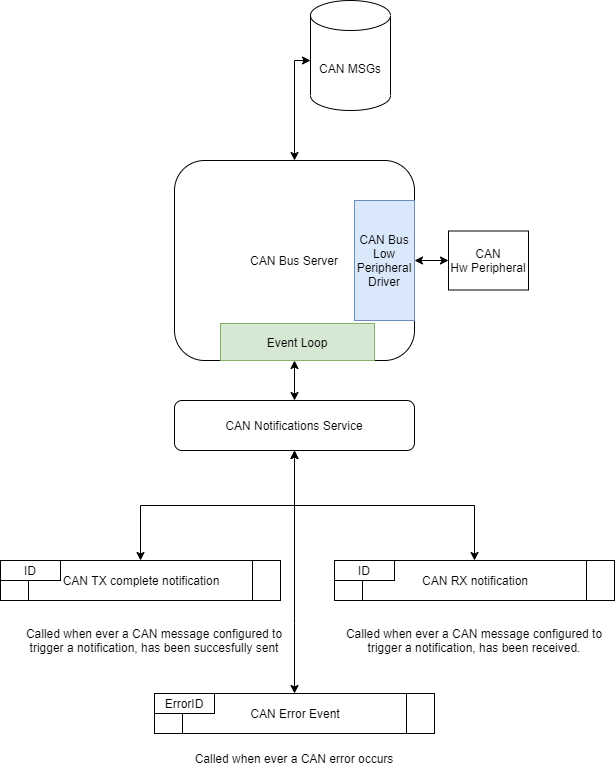 CAN MSGs
CAN Bus Server
CAN Bus
Low
Peripheral
Driver
CAN
Hw Peripheral
Event Loop
CAN Notifications Service
ID
CAN TX complete notification
ID
CAN RX notification
Called when ever a CAN message configured to
trigger a notification, has been succesfully sent
Called when ever a CAN message configured to
trigger a notification, has been received.
ErrorID
CAN Error Event
Called when ever a CAN error occurs